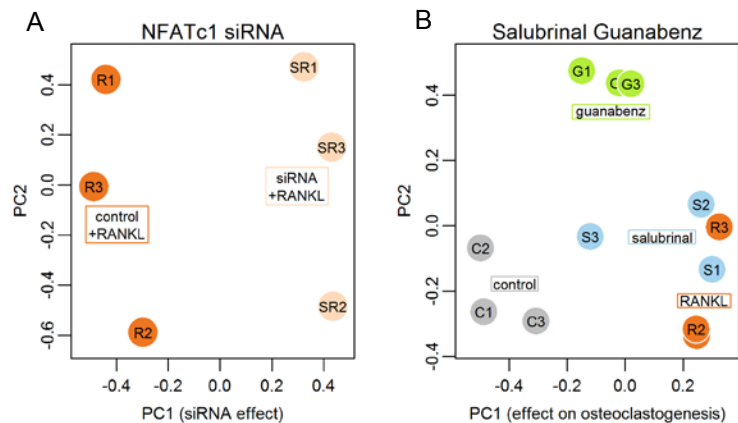 A
NFATc1 siRNA
R1
SR1
R3
SR3
siRNA
+RANKL
control
+RANKL
R2
SR2
0.4
0.2
0.0
-0.2
-0.4
-0.6
PC2
-0.4
-0.2
0.0
0.2
0.4
PC1 (siRNA effect)
B
Salubrinal Guanabenz
G1
G
G3
guanabenz
S2
R3
S3
salubrinal
C2
S1
control
RANKL
C1
C3
R2
0.4
0.2
0.0
-0.2
-0.4
PC2
-0.4
-0.2
0.0
0.2
PC1 (effect on osteoclastogenesis)